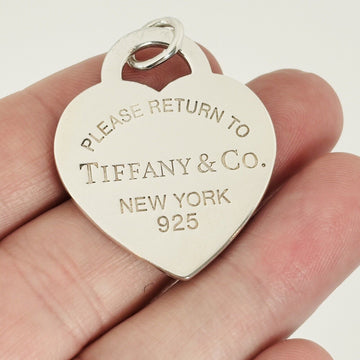 PLEASE RETURN TO
TIFFANY & CO.
NEW YORK
925